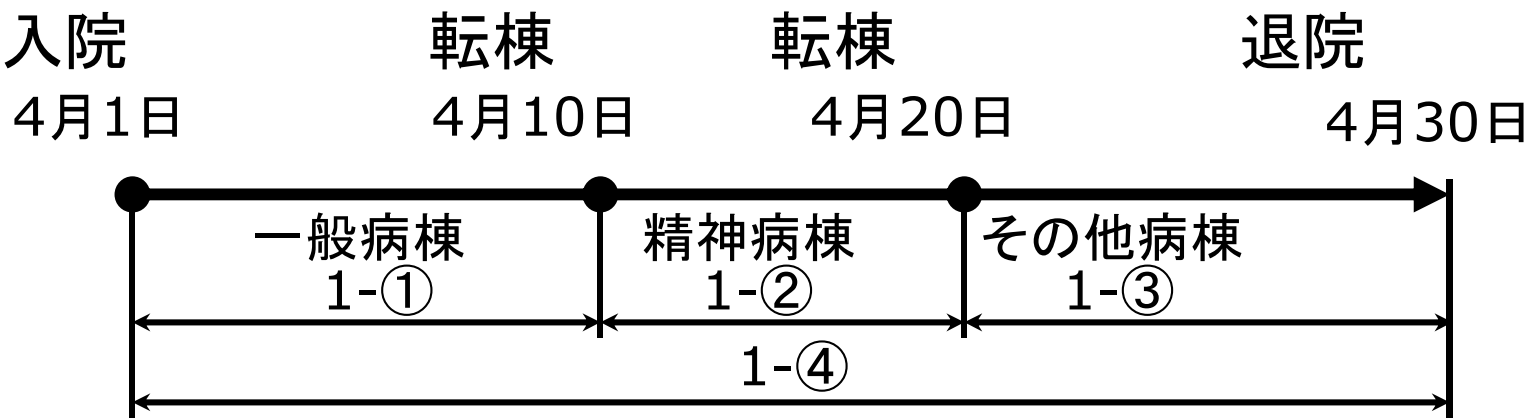 入院 転棟 転棟 退院
4月1日 4月10日 4月20日 4月30日
一般病棟 精神病棟 その他病棟
1-① 1-② 1-③
1-④